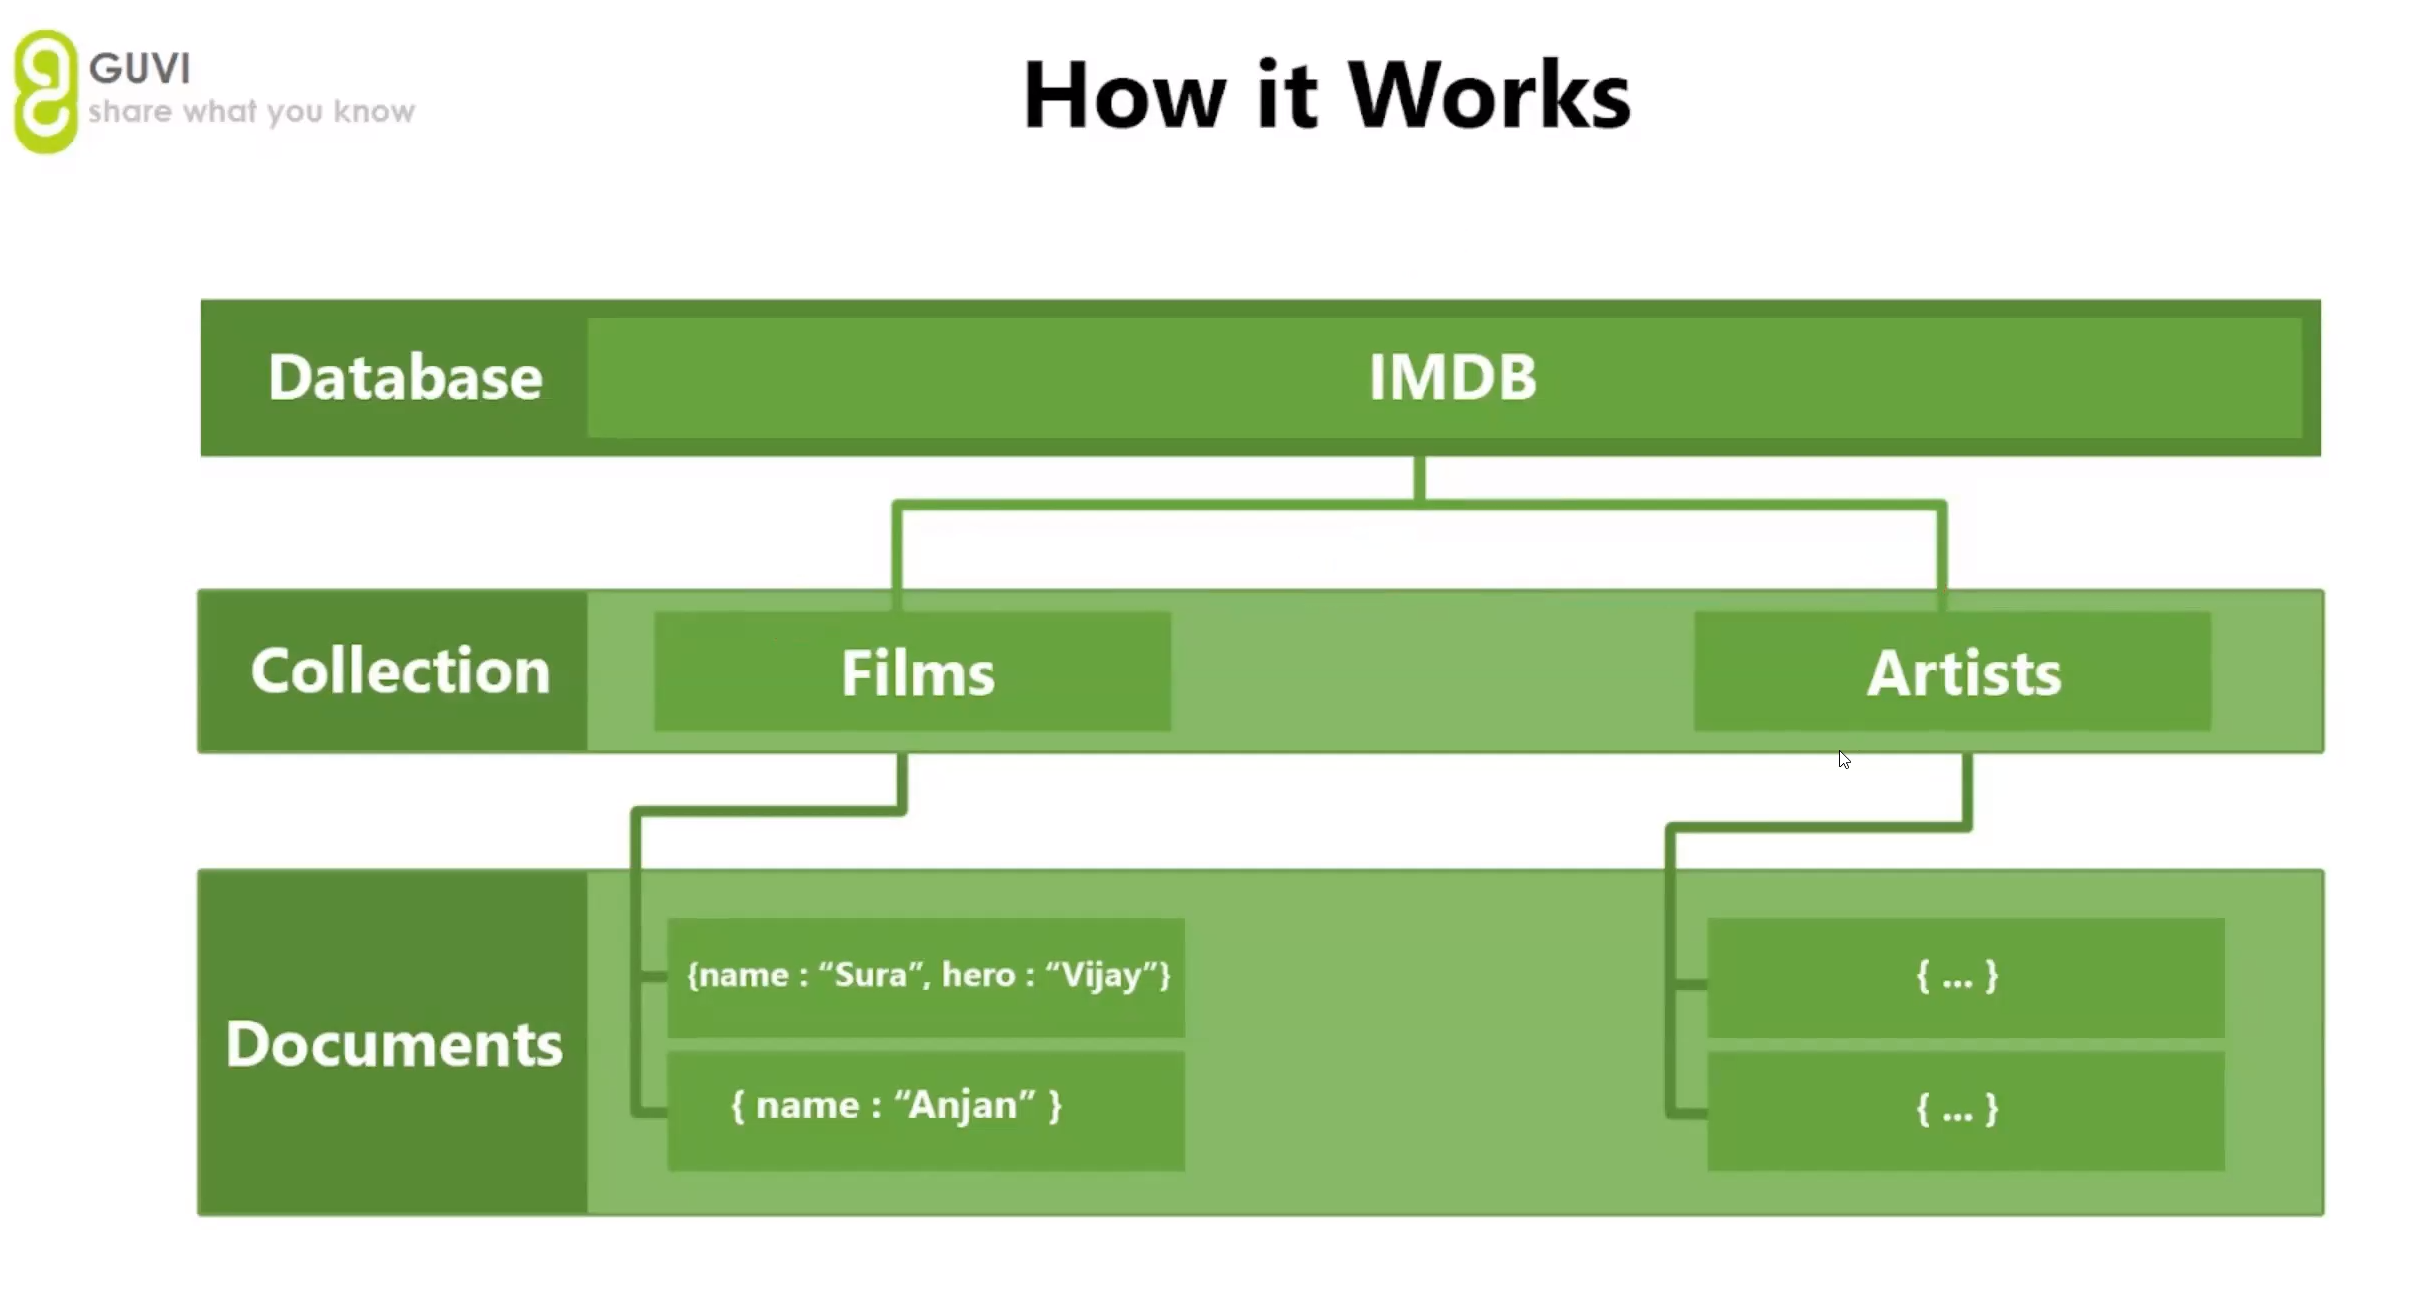 GUVI
share what you know
How it Works
Database
IMDB
Collection
Films
Artists
Documents
{name : “Sura”, hero : “Vijay”}
{ ... }
{ name : “Anjan” }
{ ... }